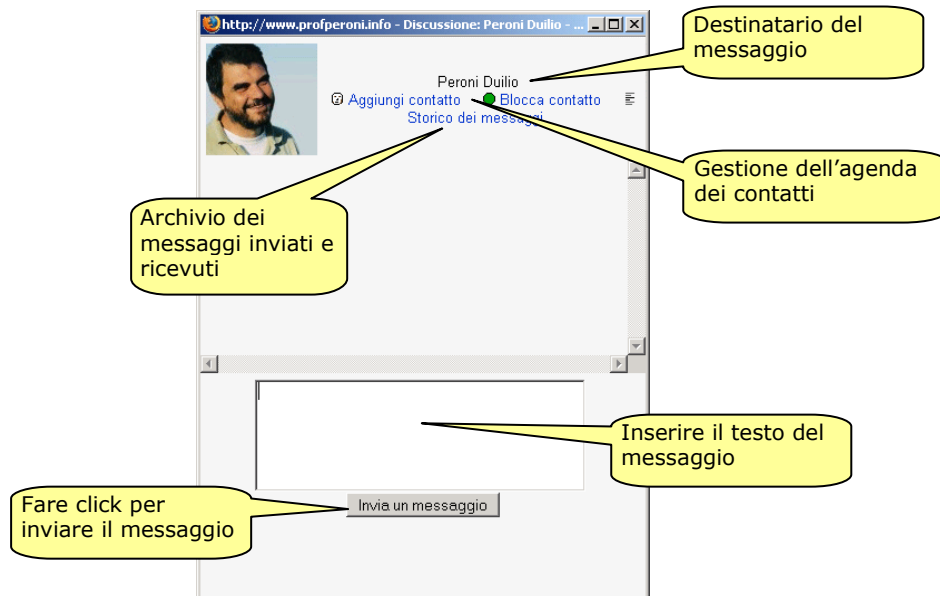 http://www.profperoni.info - Discussione: Peroni Duilio - ...
Destinatario del
messaggio
Peroni Duilio
Aggiungi contatto
Blocca contatto
Storico dei messaggi
Gestione dell'agenda
dei contatti
Archivio dei
messaggi inviati e
ricevuti
Inserire il testo del
messaggio
Fare click per
inviare il messaggio
Invia un messaggio